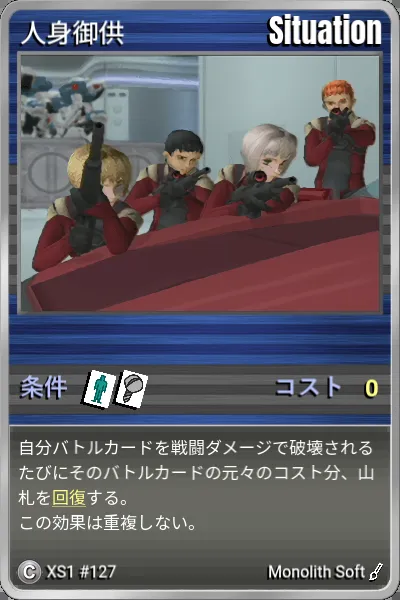 人身御供
Situation
条件
コスト 0
自分バトルカードを戦闘ダメージで破壊される
たびにそのバトルカードの元々のコスト分、山
札を回復する。
この効果は重複しない。
C XS1 #127
Monolith Soft